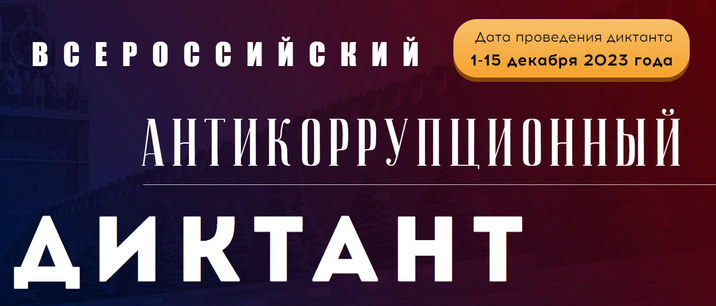 ВСЕРОССИЙСКИЙ
Дата проведения диктанта
1-15 декабря 2023 года
АНТИКОРРУПЦИОННЫЙ
ДИКТАНТ